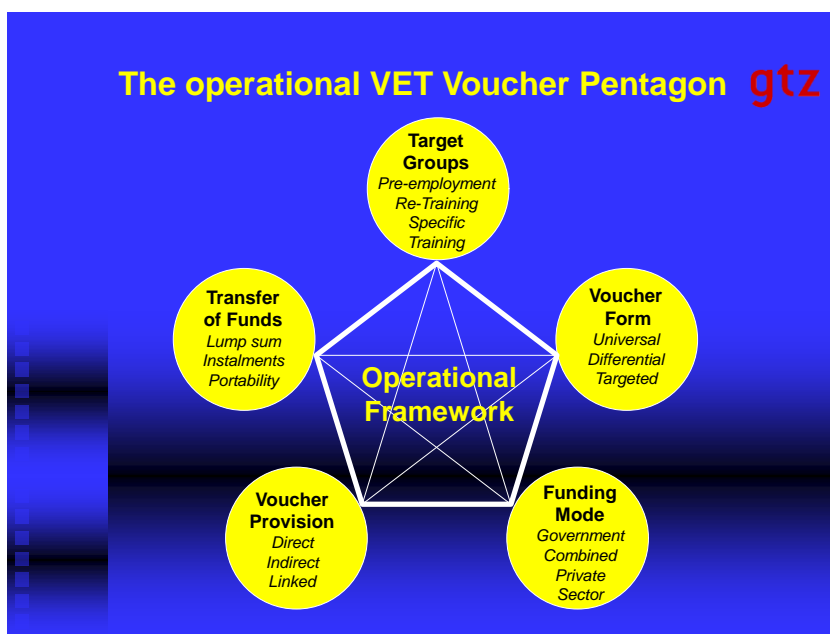 The operational VET Voucher Pentagon
gtz
Target
Groups
Pre-employment
Re-Training
Specific
Training
Transfer
of Funds
Lump sum
Instalments
Portability
Voucher
Form
Universal
Differential
Targeted
Operational
Framework
Voucher
Provision
Direct
Indirect
Linked
Funding
Mode
Government
Combined
Private
Sector